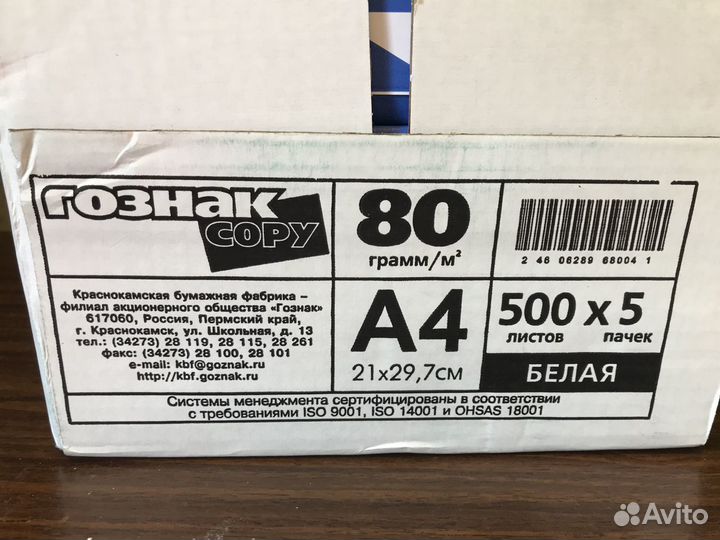 ГОЗНАК
COPY
80
грамм/м²
2 46 06289 68004 1
Краснокамская бумажная фабрика –
филиал акционерного общества «Гознак»
617060, Россия, Пермский край,
г. Краснокамск, ул. Школьная, д. 13
тел.: (34273) 28 119, 28 115, 28 261
факс: (34273) 28 100, 28 101
e-mail: kbf@goznak.ru
http://kbf.goznak.ru
А4
21х29,7см
500 х 5
листов пачек
БЕЛАЯ
Системы менеджмента сертифицированы в соответствии
с требованиями ISO 9001, ISO 14001 и OHSAS 18001
Avito